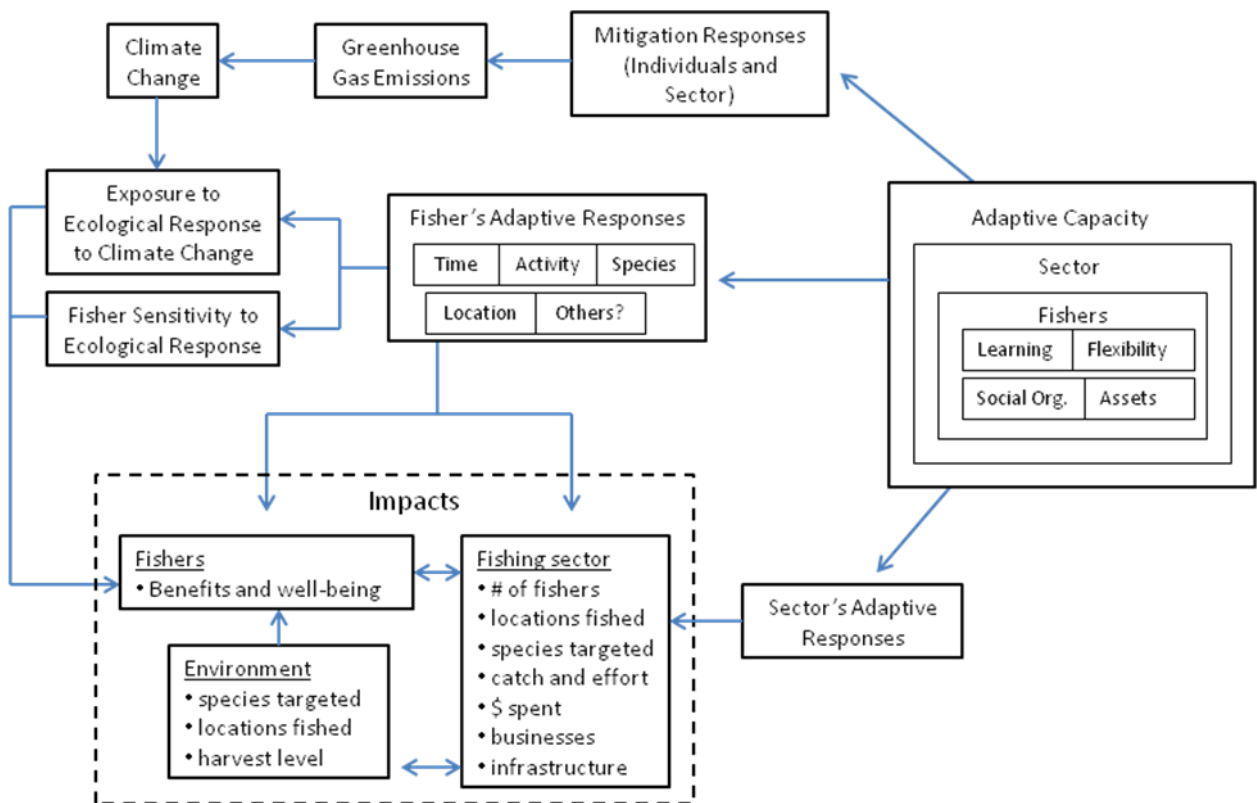 Climate
Change
Greenhouse
Gas Emissions
Mitigation Responses
(Individuals and
Sector)
Exposure to
Ecological Response
to Climate Change
Fisher Sensitivity to
Ecological Response
Fisher's Adaptive Responses
Time Activity Species
Location Others?
Adaptive Capacity
Sector
Fishers
Learning Flexibility
Social Org. Assets
Impacts
Fishers
• Benefits and well-being
Environment
• species targeted
• locations fished
• harvest level
Fishing sector
• # of fishers
• locations fished
• species targeted
• catch and effort
• $ spent
• businesses
• infrastructure
Sector's Adaptive
Responses